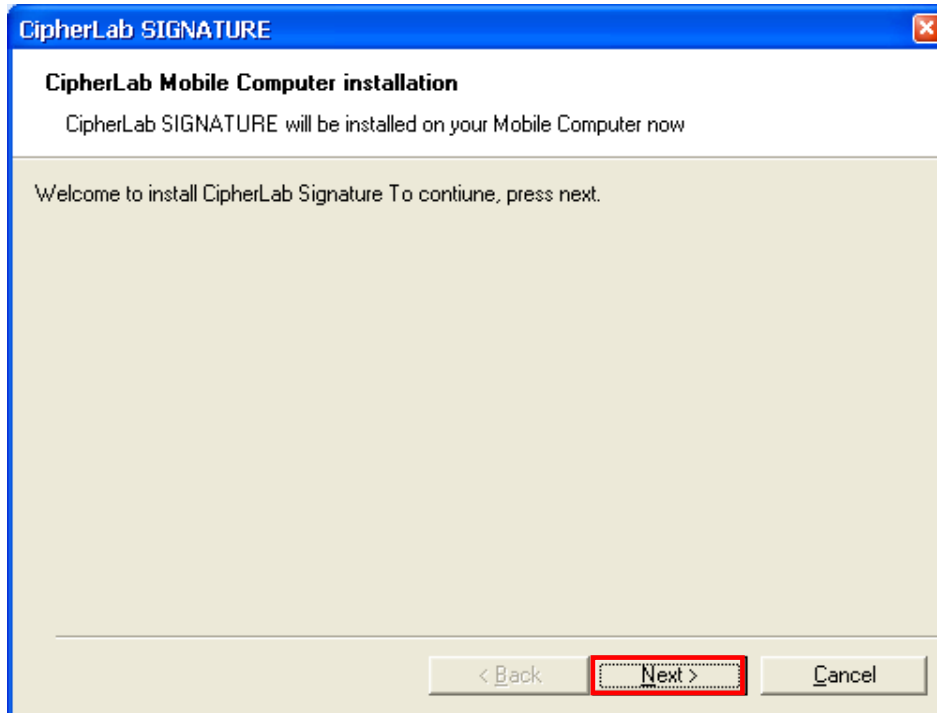 CipherLab SIGNATURE
CipherLab Mobile Computer installation
CipherLab SIGNATURE will be installed on your Mobile Computer now
Welcome to install CipherLab Signature To contiune, press next.
< Back
Next >
Cancel